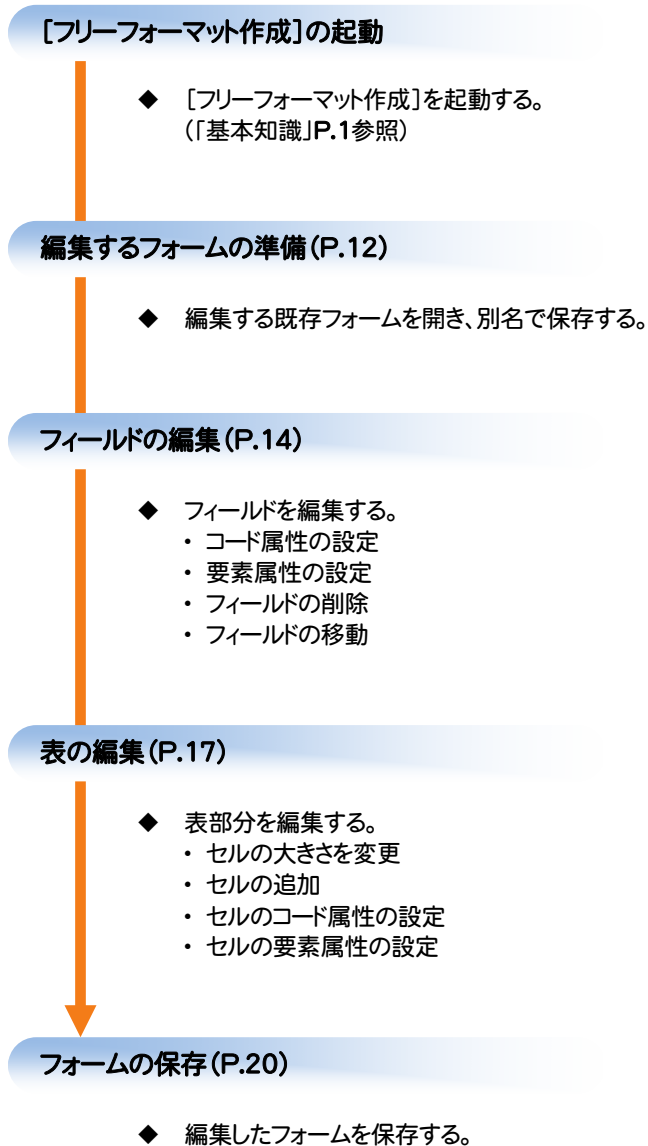 [フリーフォーマット作成]の起動
◆ [フリーフォーマット作成]を起動する。
(「基本知識」P.1参照)
編集するフォームの準備(P.12)
◆ 編集する既存フォームを開き、別名で保存する。
フィールドの編集(P.14)
◆ フィールドを編集する。
・ コード属性の設定
・ 要素属性の設定
・ フィールドの削除
・ フィールドの移動
表の編集(P.17)
◆ 表部分を編集する。
・ セルの大きさを変更
・ セルの追加
・ セルのコード属性の設定
・ セルの要素属性の設定
フォームの保存(P.20)
◆ 編集したフォームを保存する。